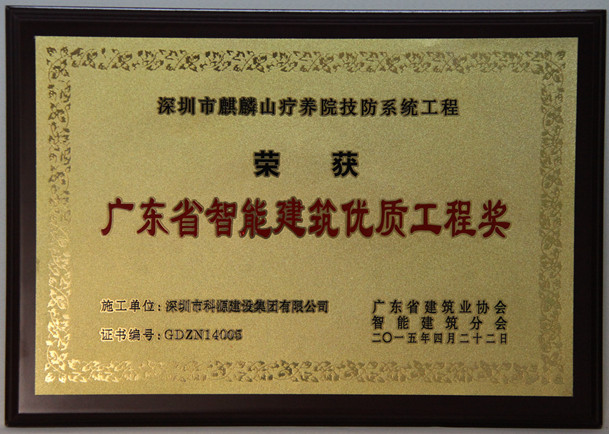 深圳市麒麟山疗养院技防系统工程
荣 获
广东省智能建筑优质工程奖
施工单位：深圳市科源建设集团有限公司
证书编号：GDZN14005
广东省建筑业协会
智能建筑分会
二〇一五年四月二十二日